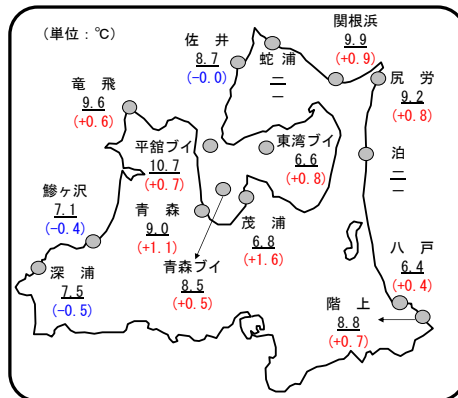 (単位：℃)
佐 井
8.7
(-0.0)
蛇 浦
ニ一
関根浜
9.9
(+0.9)
尻 労
9.2
(+0.8)
竜 飛
9.6
(+0.6)
平舘ブイ
10.7
(+0.7)
東湾ブイ
6.6
(+0.8)
泊
ニ一
鰺ヶ沢
7.1
(-0.4)
青 森
9.0
(+1.1)
茂 浦
6.8
(+1.6)
深 浦
7.5
(-0.5)
青森ブイ
8.5
(+0.5)
八 戸
6.4
(+0.4)
階 上
8.8
(+0.7)